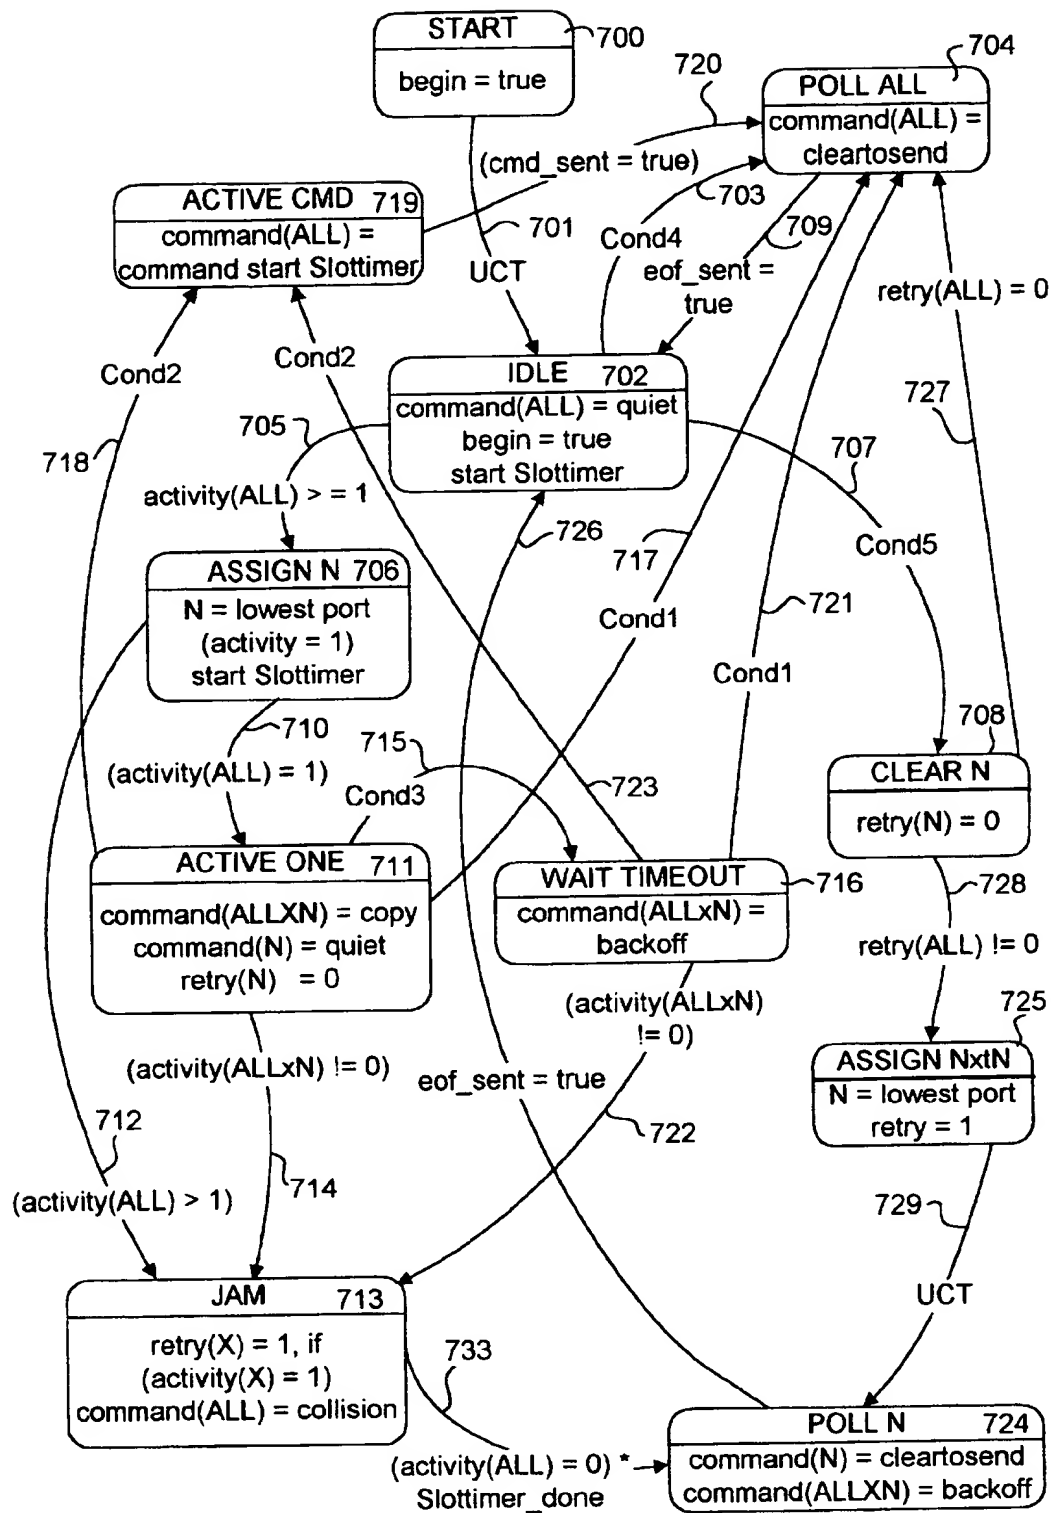 START
700
begin = true
704
POLL ALL
command(ALL) =
cleartosend
720
(cmd_sent = true)
703
ACTIVE CMD 719
command(ALL) =
command start Slottimer
701
UCT
Cond4
709
eof_sent =
true
retry(ALL) = 0
Cond2
Cond2
IDLE 702
command(ALL) = quiet
begin = true
start Slottimer
727
705
707
718
activity(ALL) > = 1
726
717
Cond5
721
ASSIGN N 706
N = lowest port
(activity = 1)
start Slottimer
Cond1
Cond1
710
715
708
(activity(ALL) = 1)
Cond3
723
CLEAR N
retry(N) = 0
ACTIVE ONE 711
command(ALLXN) = copy
command(N) = quiet
retry(N) = 0
WAIT TIMEOUT
716
command(ALLxN) =
backoff
728
retry(ALL) != 0
(activity(ALLxN)
!= 0)
725
ASSIGN NxtN
N = lowest port
retry = 1
(activity(ALLxN) != 0)
eof_sent = true
712
722
714
(activity(ALL) > 1)
729
UCT
JAM 713
retry(X) = 1, if
(activity(X) = 1)
command(ALL) = collision
733
(activity(ALL) = 0) *
Slottimer_done
POLL N 724
command(N) = cleartosend
command(ALLXN) = backoff